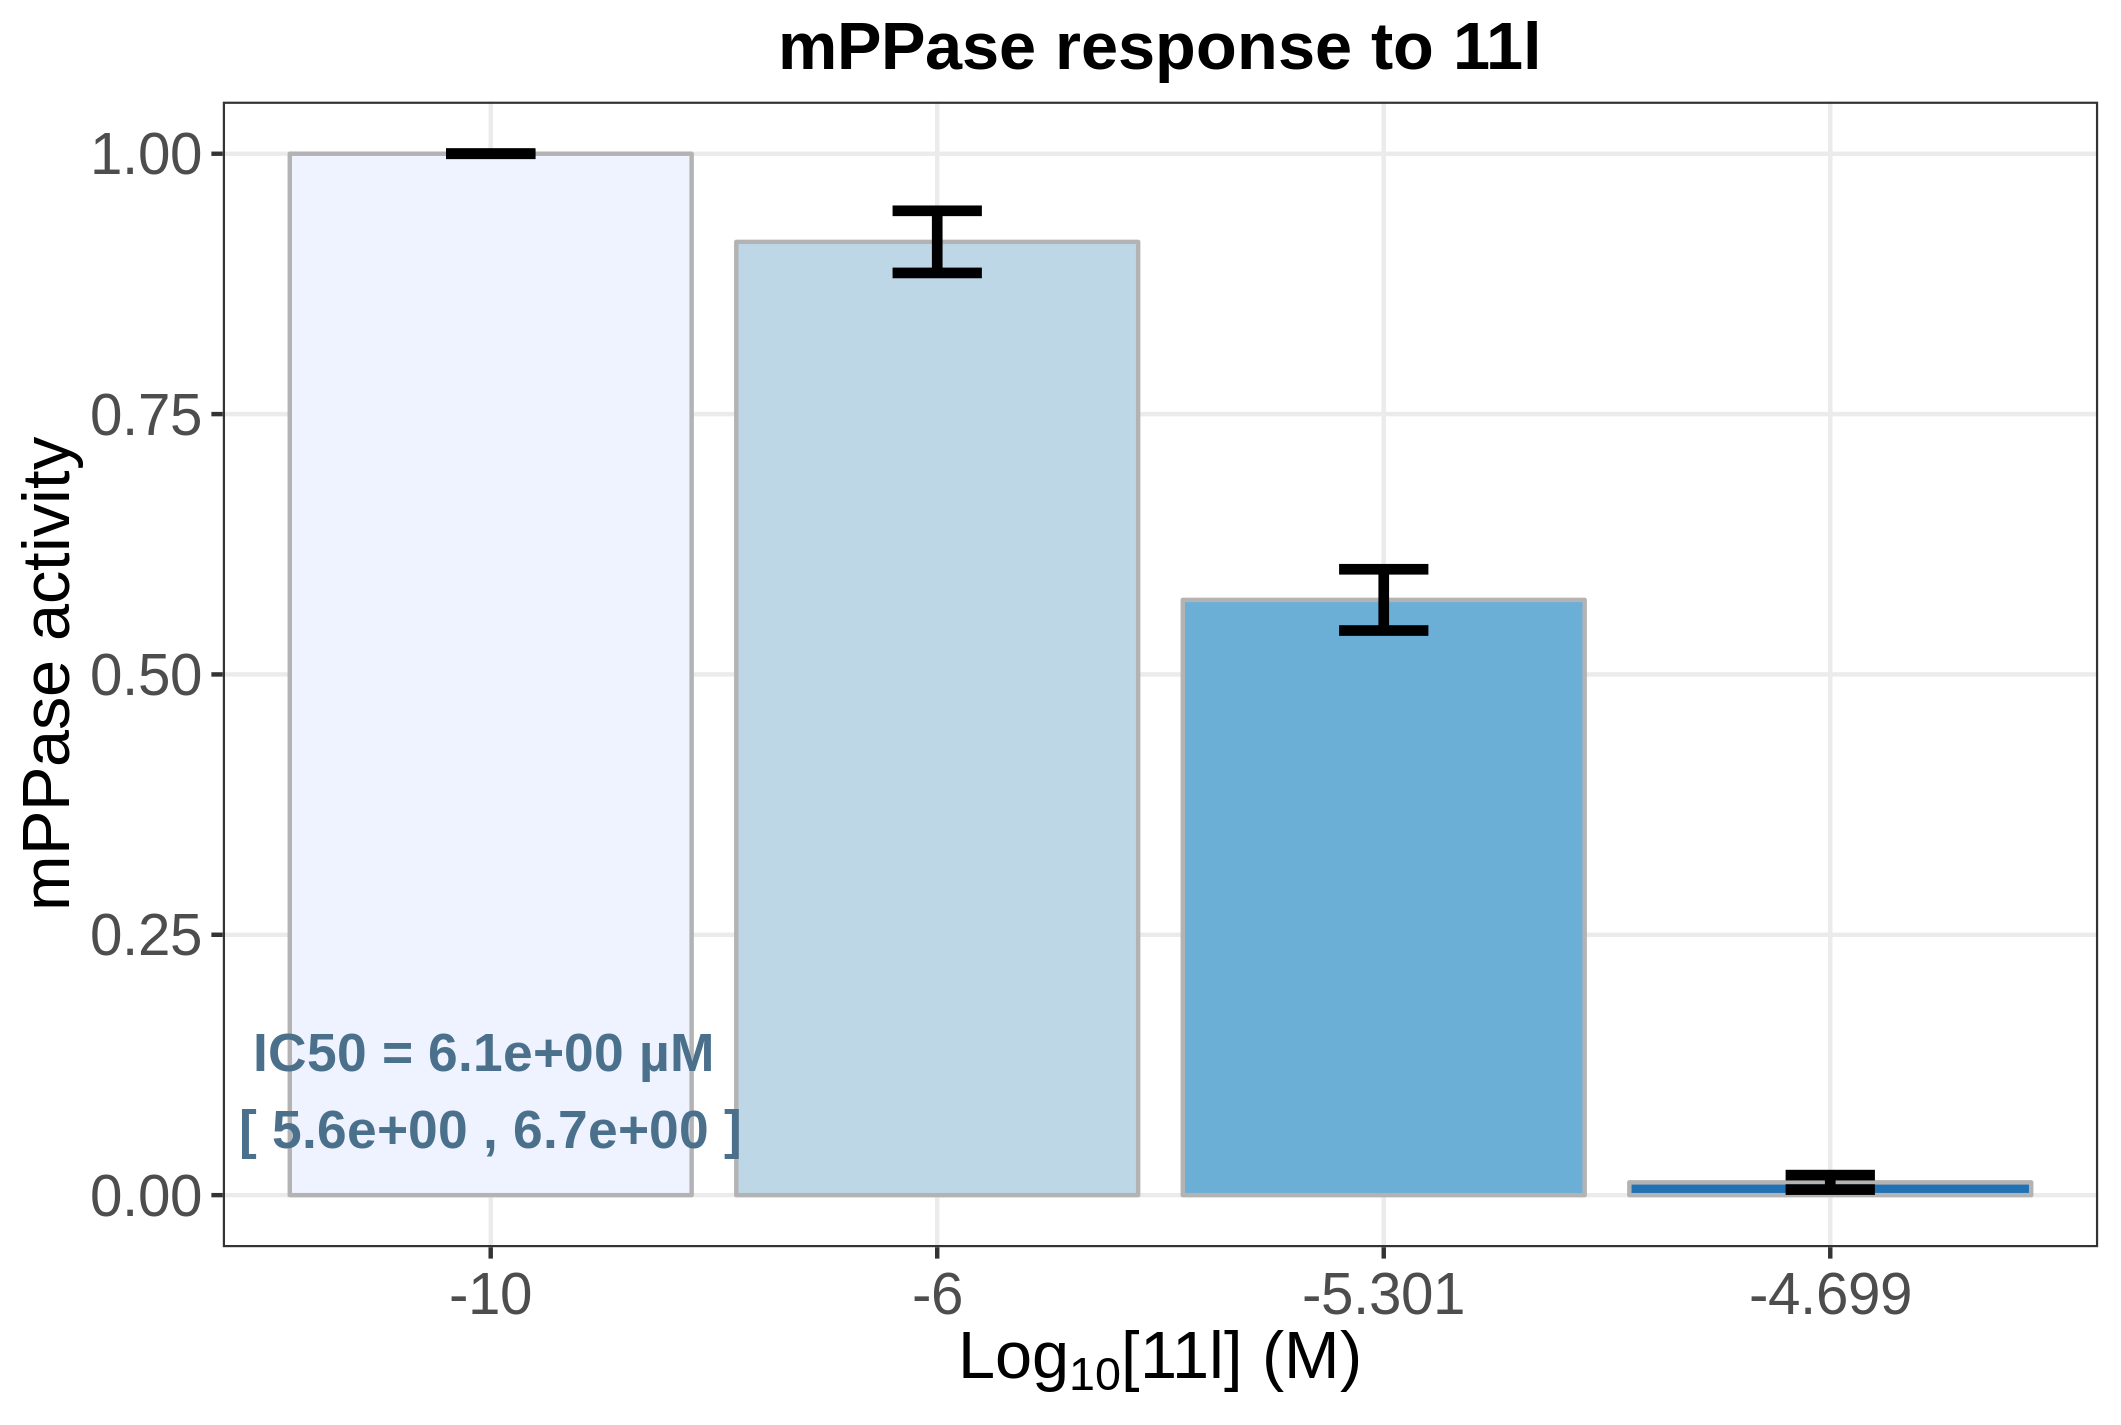 mPPase response to 11l
mPPase activity
1.00
0.75
0.50
0.25
0.00
IC50 = 6.1e+00 µM
[ 5.6e+00 , 6.7e+00 ]
-10
-6
-5.301
-4.699
Log10[11l] (M)